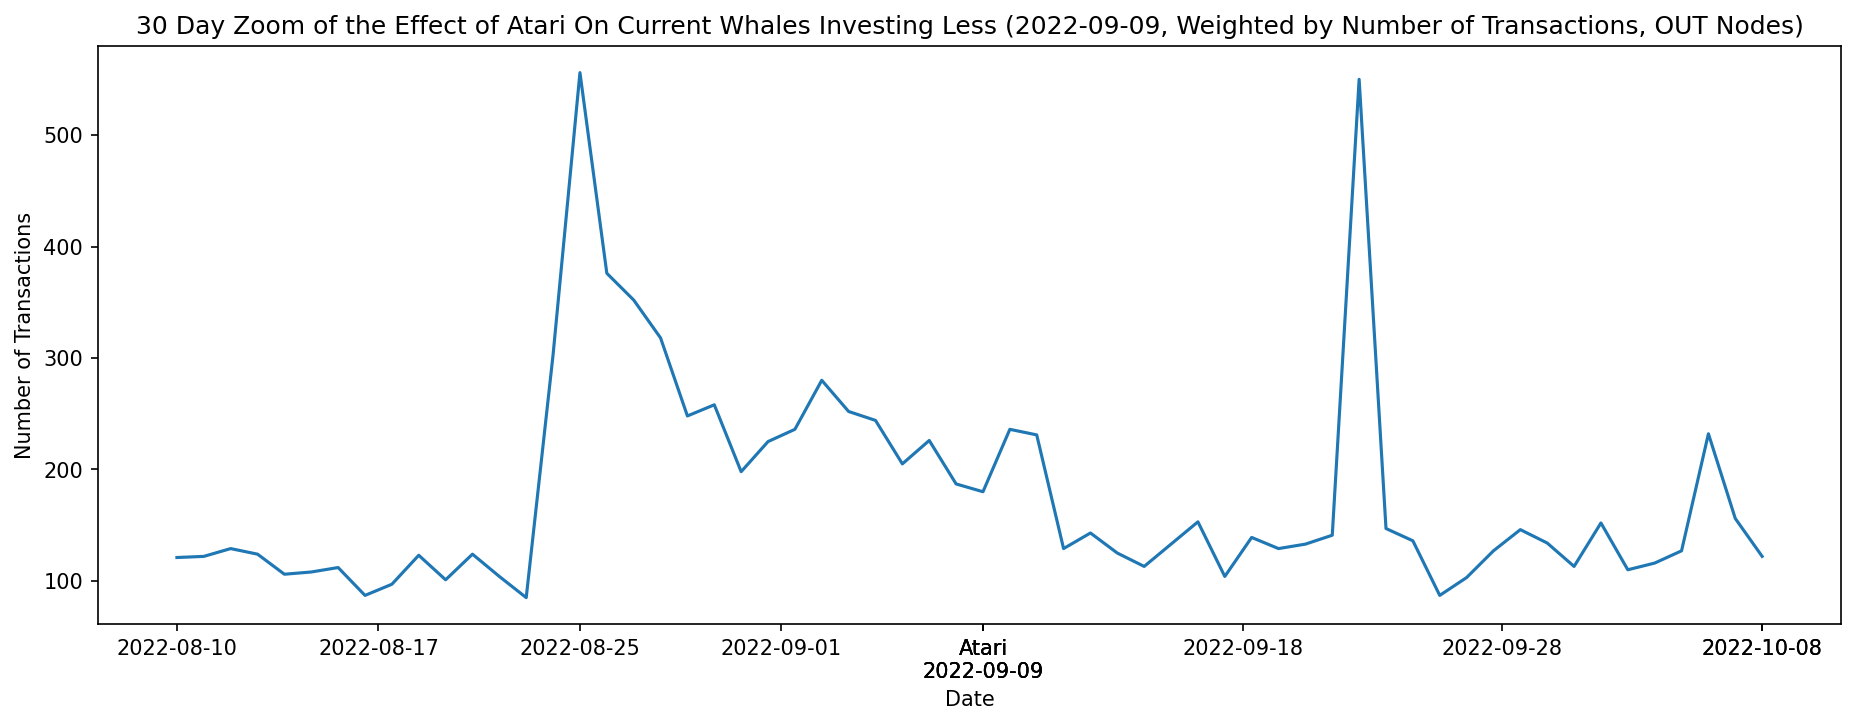 30 Day Zoom of the Effect of Atari On Current Whales Investing Less (2022-09-09, Weighted by Number of Transactions, OUT Nodes)
Number of Transactions
500
400
300
200
100
2022-08-10 2022-08-17 2022-08-25 2022-09-01 Atari 2022-09-18 2022-09-28 2022-10-08
2022-09-09
Date